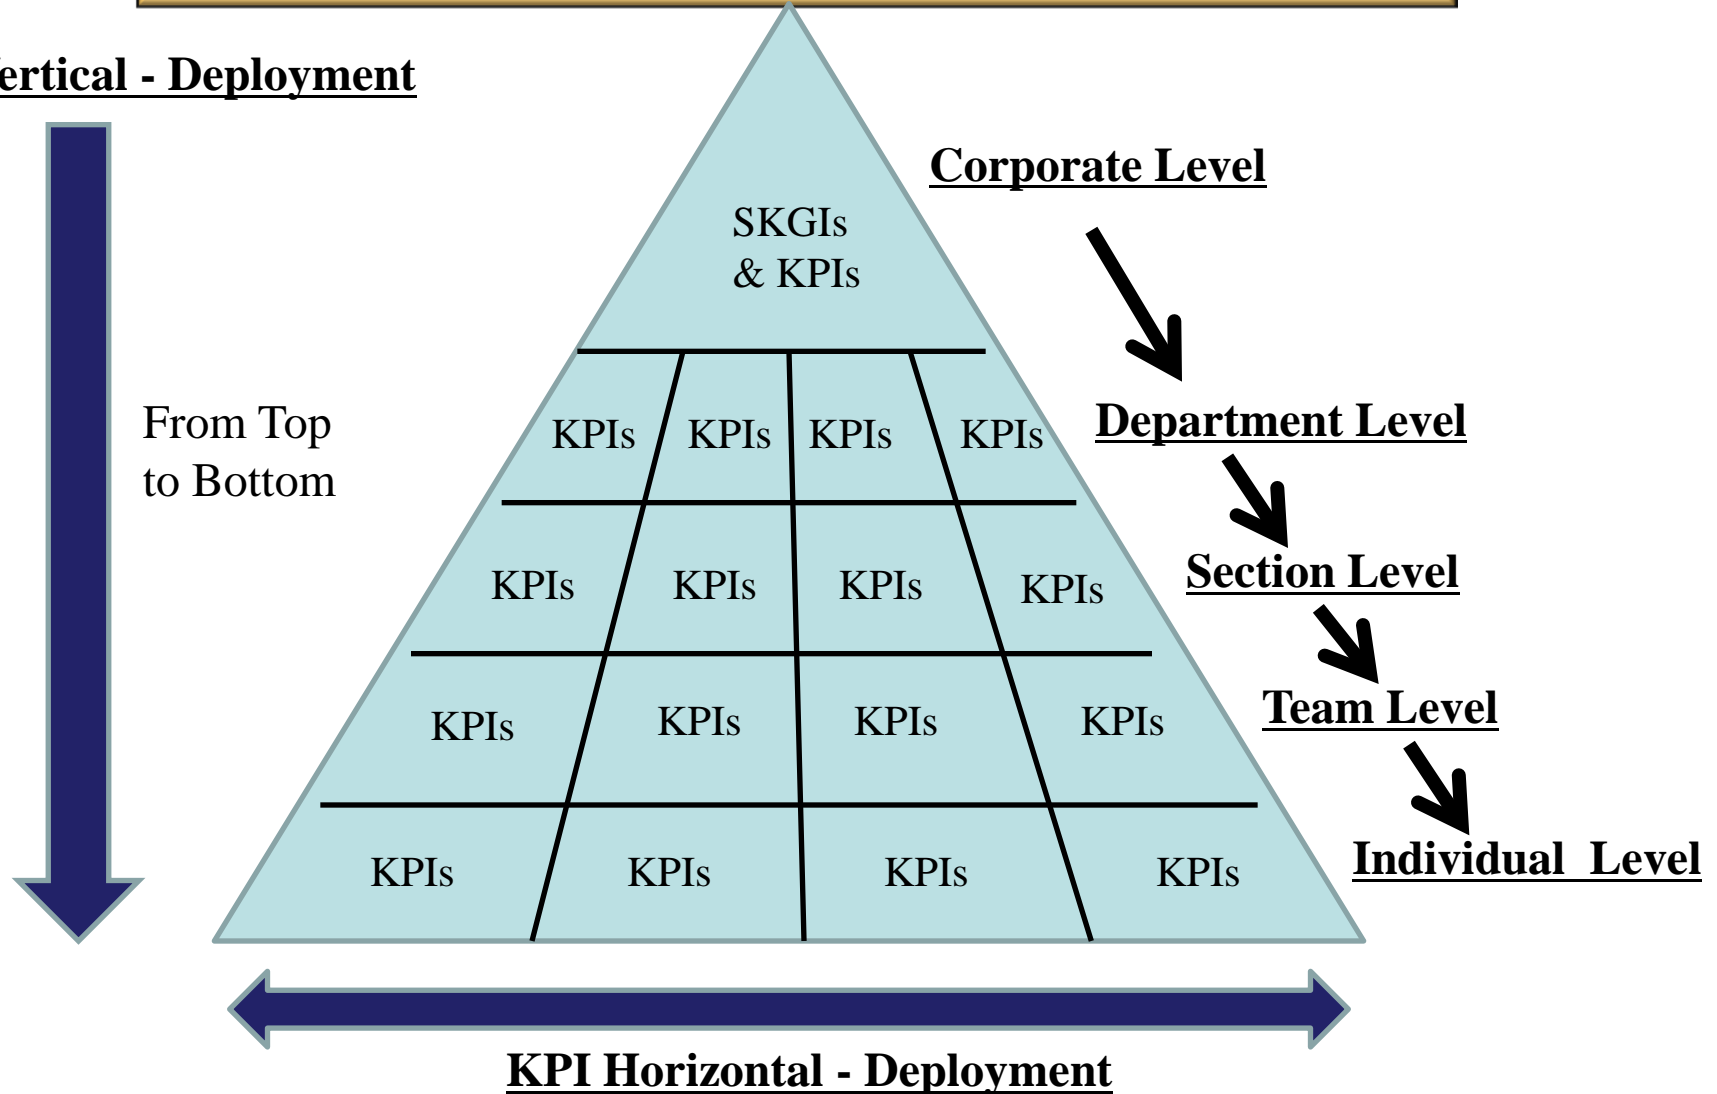 ertical - Deployment
Corporate Level
SKGIs
& KPIs
From Top
to Bottom
KPIs KPIs KPIs KPIs
Department Level
KPIs KPIs KPIs KPIs
Section Level
KPIs KPIs KPIs KPIs
Team Level
KPIs KPIs KPIs KPIs
Individual Level
KPI Horizontal - Deployment